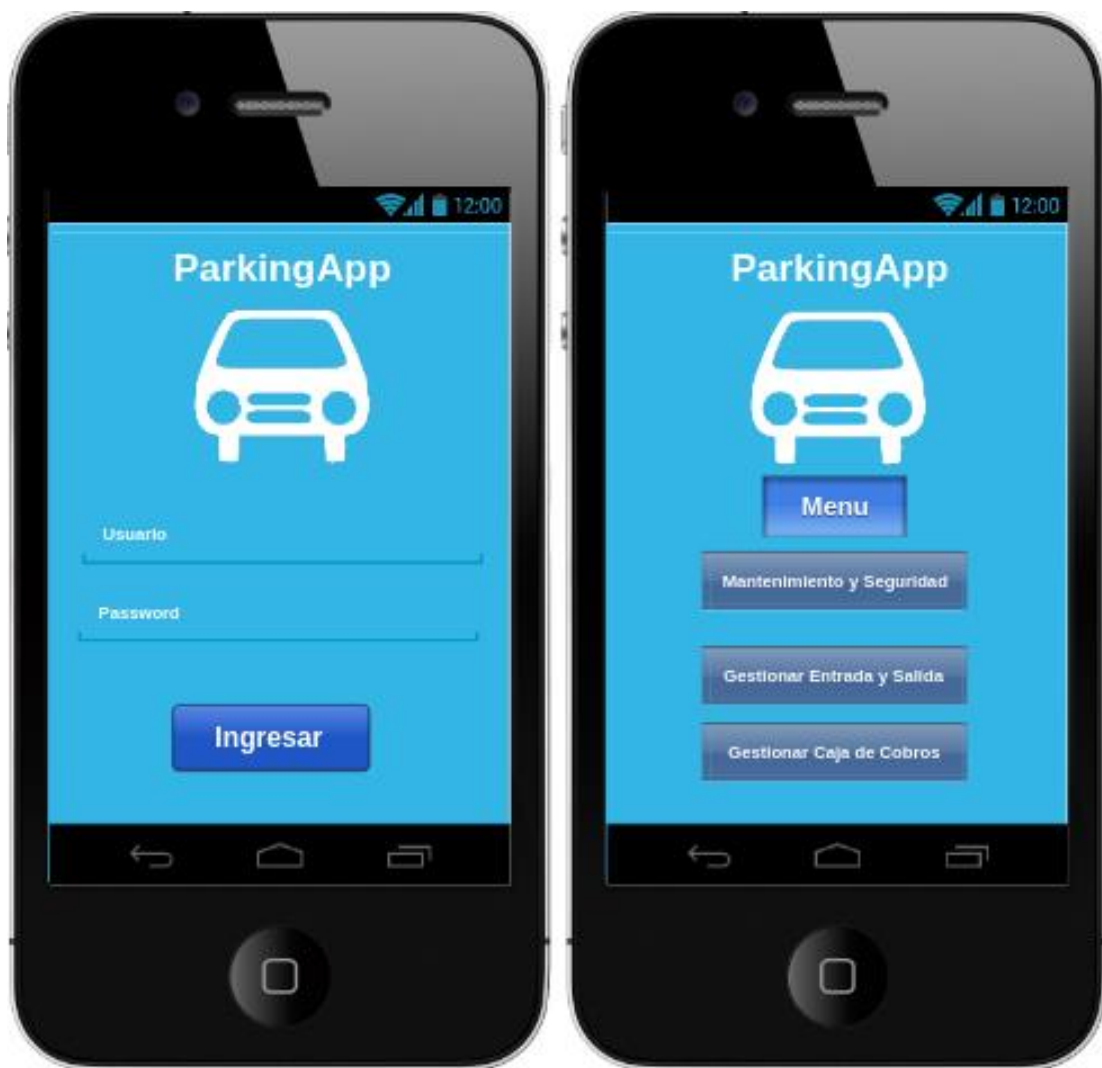 12:00
ParkingApp
Usuario
Password
Ingresar
12:00
ParkingApp
Menu
Mantenimiento y Seguridad
Gestionar Entrada y Salida
Gestionar Caja de Cobros